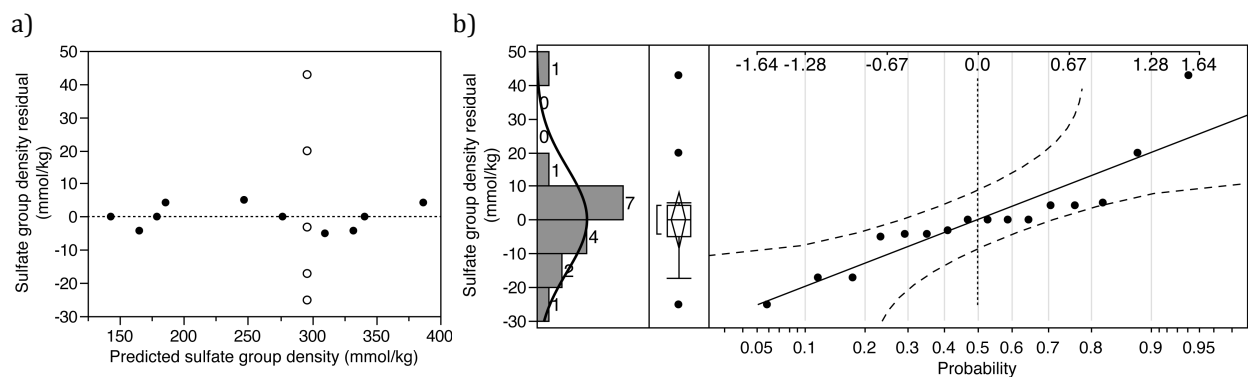 a)
50
40
30
20
10
0
-10
-20
-30
Sulfate group density residual
(mmol/kg)
150 200 250 300 350 400
Predicted sulfate group density (mmol/kg)
b)
50
40
30
20
10
0
-10
-20
-30
Sulfate group density residual
(mmol/kg)
1
0
0
1
7
4
2
1
-1.64 -1.28 -0.67 0.0 0.67 1.28 1.64
0.05 0.1 0.2 0.3 0.4 0.5 0.6 0.7 0.8 0.9 0.95
Probability